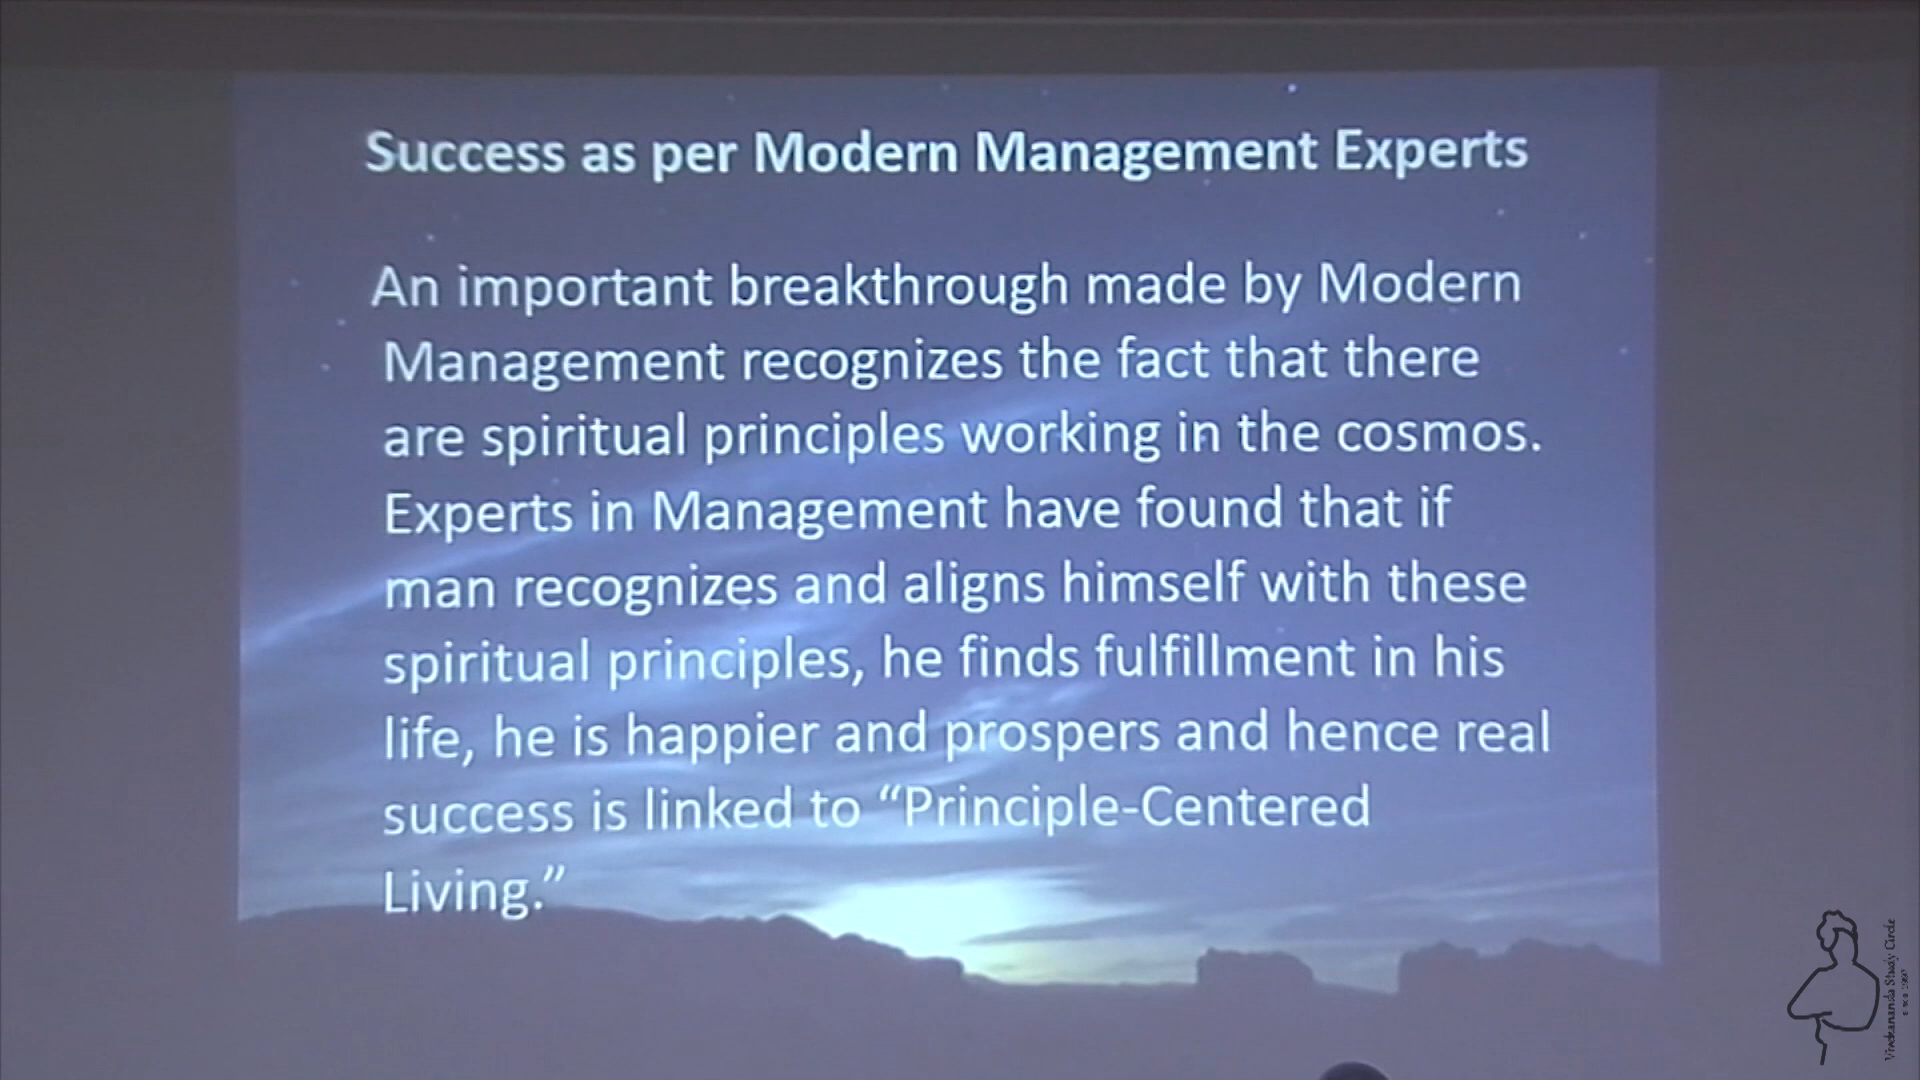 Success as per Modern Management Experts
An important breakthrough made by Modern
Management recognizes the fact that there
are spiritual principles working in the cosmos.
Experts in Management have found that if
man recognizes and aligns himself with these
spiritual principles, he finds fulfillment in his
life, he is happier and prospers and hence real
success is linked to “Principle-Centered
Living.”
Vivekananda Study Circle